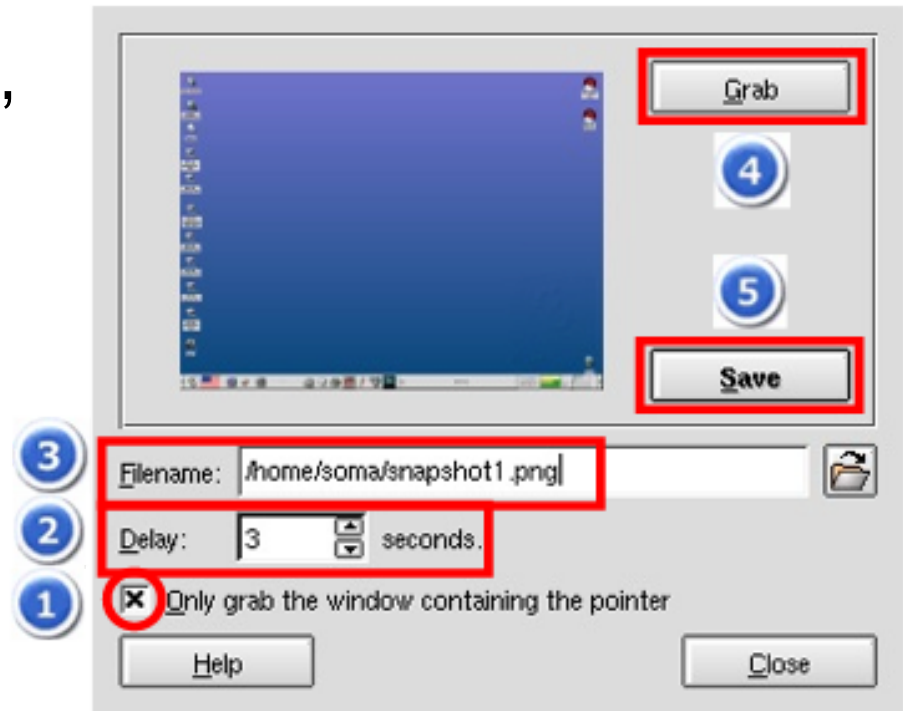 ,
Grab
4
5
Save
3
Filename: /home/soma/snapshot1.png
2
Delay: 3 seconds.
1
Only grab the window containing the pointer
Help Close